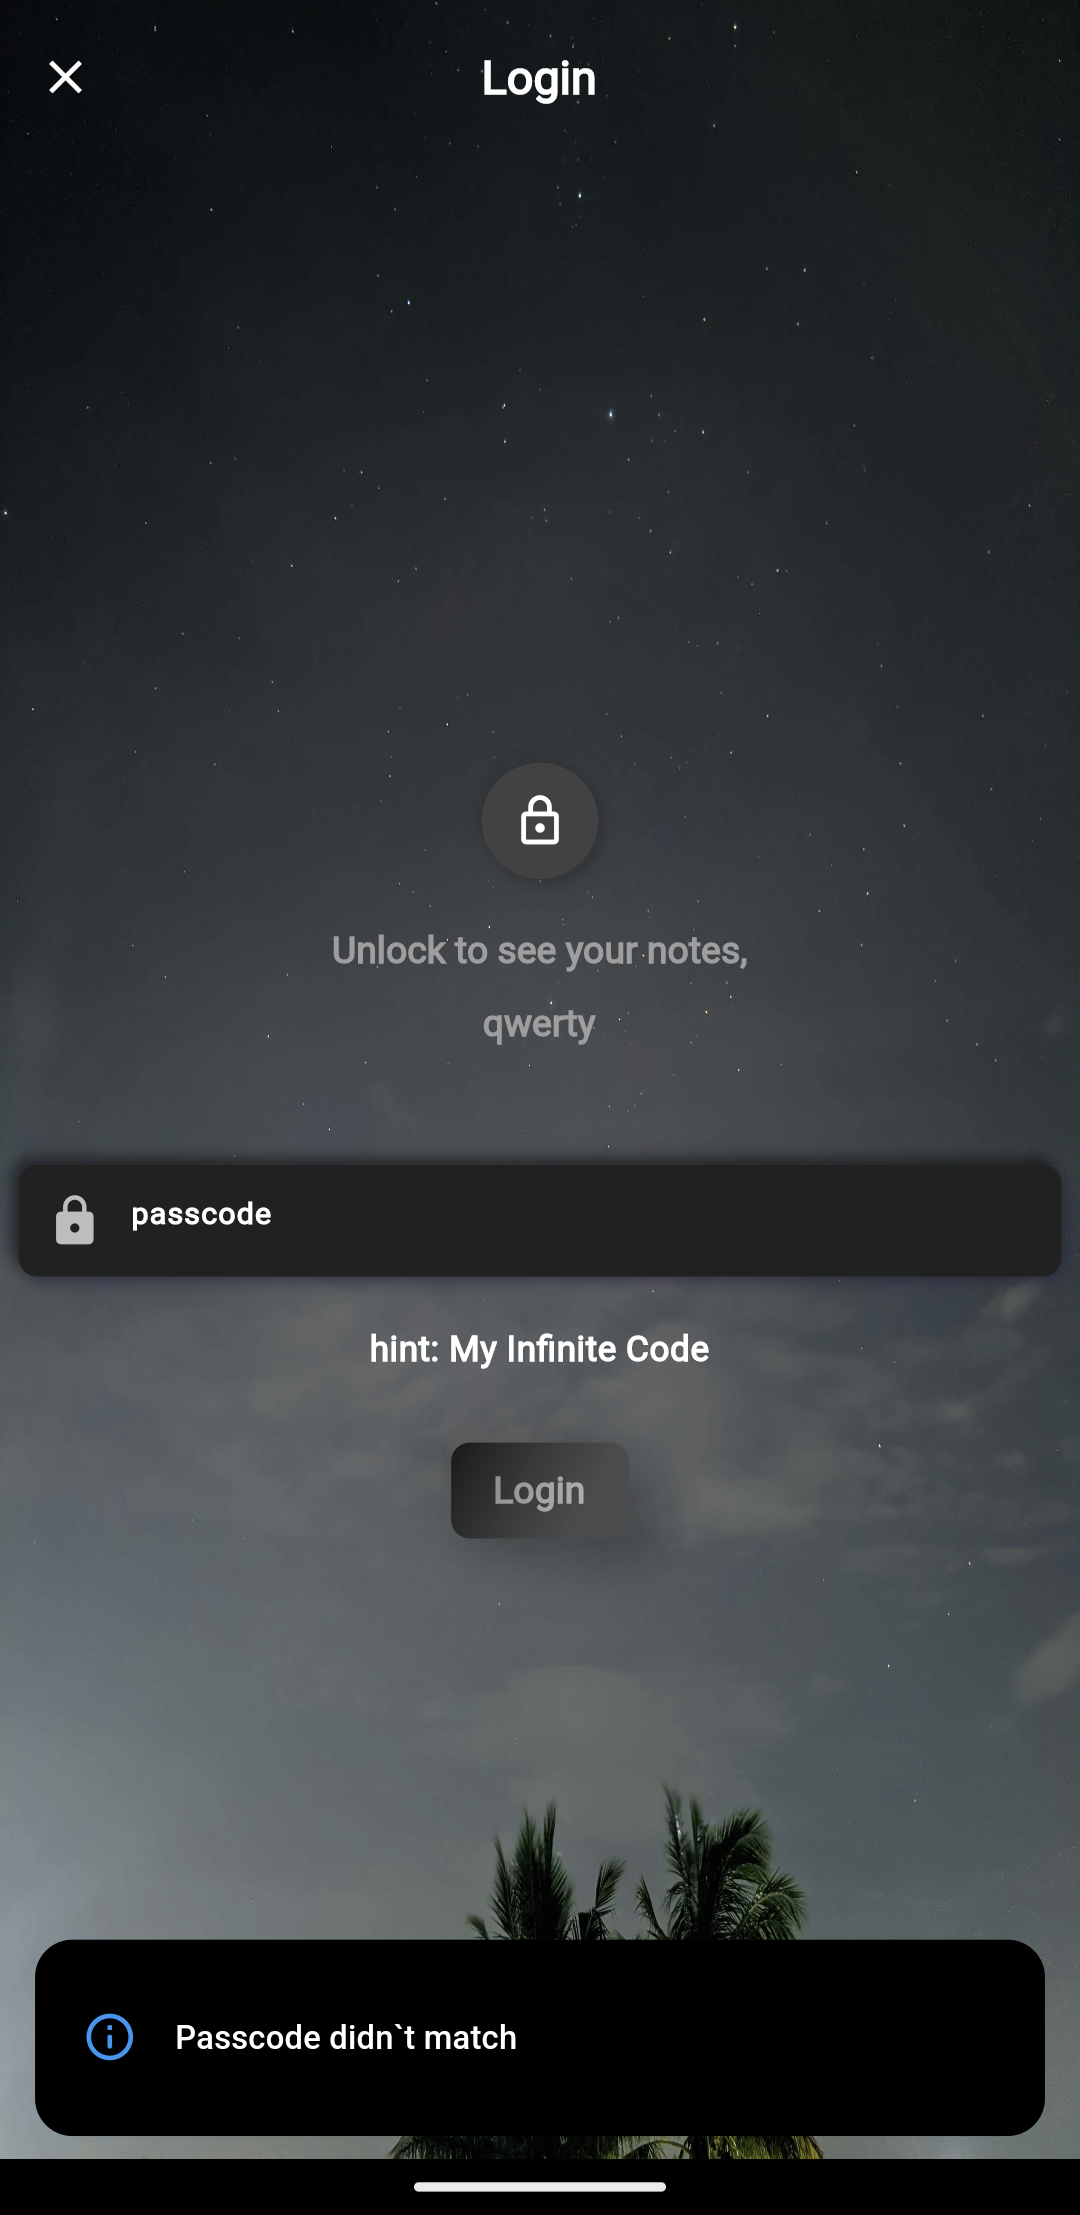 Login
Unlock to see your notes,
qwerty
passcode
hint: My Infinite Code
Login
Passcode didn`t match